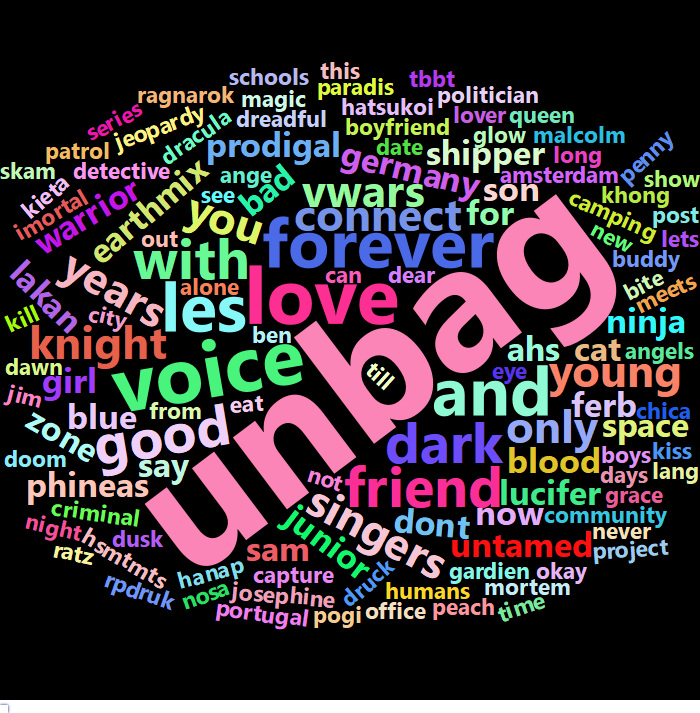 schools
this
tbbt
ragnarok
magic
paradis
politician
series
jeopardy
dreadful
hatsukoi
lover
queen
patrol
dracula
prodigal
boyfriend
glow
malcolm
skam
detective
ange
date
shipper
long
penny
kieta
warrior
see
bad
germany
son
amsterdam
show
imortal
earthmix
you
vwars
khong
camping
post
out
with
connect
for
new
lets
lakan
years
forever
buddy
alone
can
dear
bite
meets
kill
city
les
love
unbag
ninja
knight
voice
ben
ahs
cat
angels
dawn
girl
till
eye
young
jim
blue
from
eat
and
ferb
chica
zone
good
only
space
doom
say
dark
boys
kiss
phineas
not
friend
blood
days
lang
criminal
singers
lucifer
grace
night
hsmtmts
dusk
junior
dont
how
community
never
ratz
sam
untamed
project
hanap
capture
druck
gardien
okay
rpdruk
nosa
josephine
humans
mortem
portugal
pogi
office
peach
time